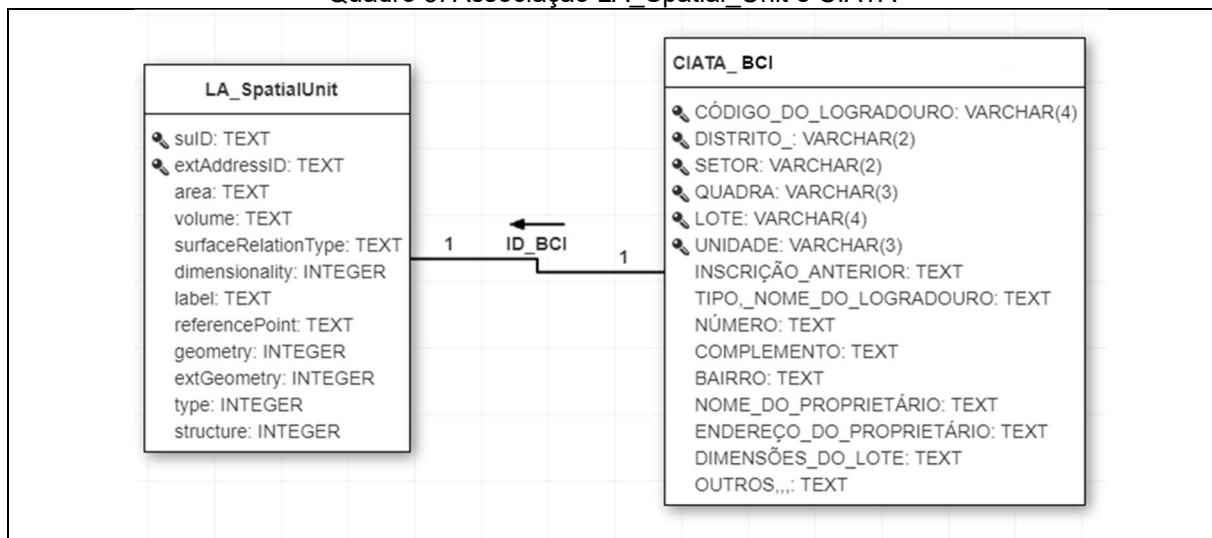 LA_SpatialUnit
suID: TEXT
extAddressID: TEXT
area: TEXT
volume: TEXT
surfaceRelationType: TEXT
dimensionality: INTEGER
label: TEXT
referencePoint: TEXT
geometry: INTEGER
extGeometry: INTEGER
type: INTEGER
structure: INTEGER
1
ID_BCI
1
CIATA_ BCI
CÓDIGO_DO_LOGRADOURO: VARCHAR(4)
DISTRITO_: VARCHAR(2)
SETOR: VARCHAR(2)
QUADRA: VARCHAR(3)
LOTE: VARCHAR(4)
UNIDADE: VARCHAR(3)
INSCRIÇÃO_ANTERIOR: TEXT
TIPO,_NOME_DO_LOGRADOURO: TEXT
NÚMERO: TEXT
COMPLEMENTO: TEXT
BAIRRO: TEXT
NOME_DO_PROPRIETÁRIO: TEXT
ENDEREÇO_DO_PROPRIETÁRIO: TEXT
DIMENSÕES_DO_LOTE: TEXT
OUTROS,,,: TEXT